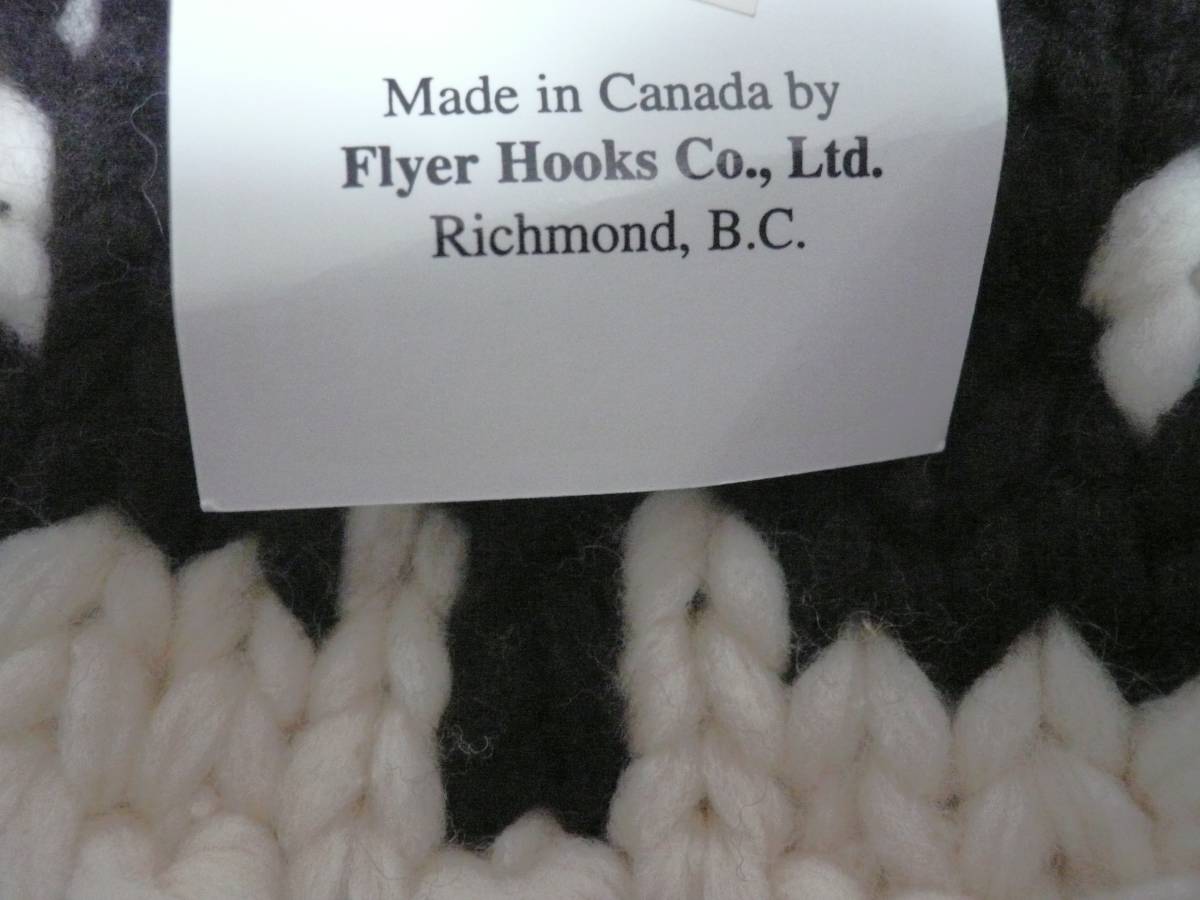 Made in Canada by
Flyer Hooks Co., Ltd.
Richmond, B.C.